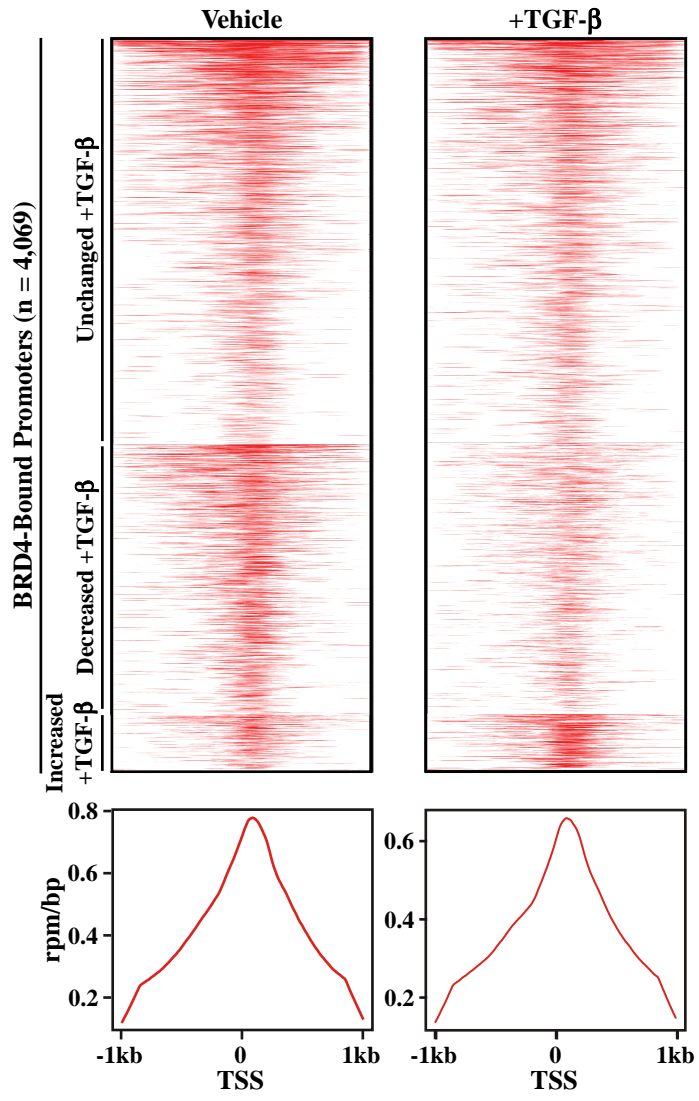 Vehicle
+TGF-β
BRD4-Bound Promoters (n = 4,069)
Unchanged +TGF-β
Decreased +TGF-β
Increased
+TGF-β
rpm/bp
0.8
0.6
0.4
0.2
-1kb
0
1kb
TSS
0.6
0.4
0.2
-1kb
0
1kb
TSS